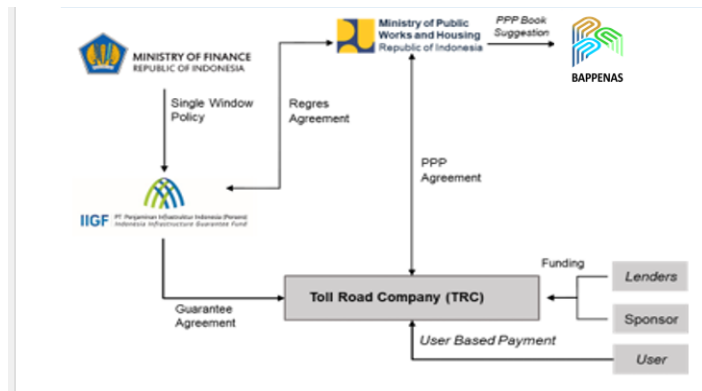 MINISTRY OF FINANCE
REPUBLIC OF INDONESIA
Ministry of Public
Works and Housing
Republic of Indonesia
PPP Book
Suggestion
BAPPENAS
Single Window
Policy
Regres
Agreement
PPP
Agreement
IIGF
PT Penjaminan Infrastruktur Indonesia (Persero)
Indonesia Infrastructure Guarantee Fund
Guarantee
Agreement
Toll Road Company (TRC)
Funding
Lenders
Sponsor
User Based Payment
User